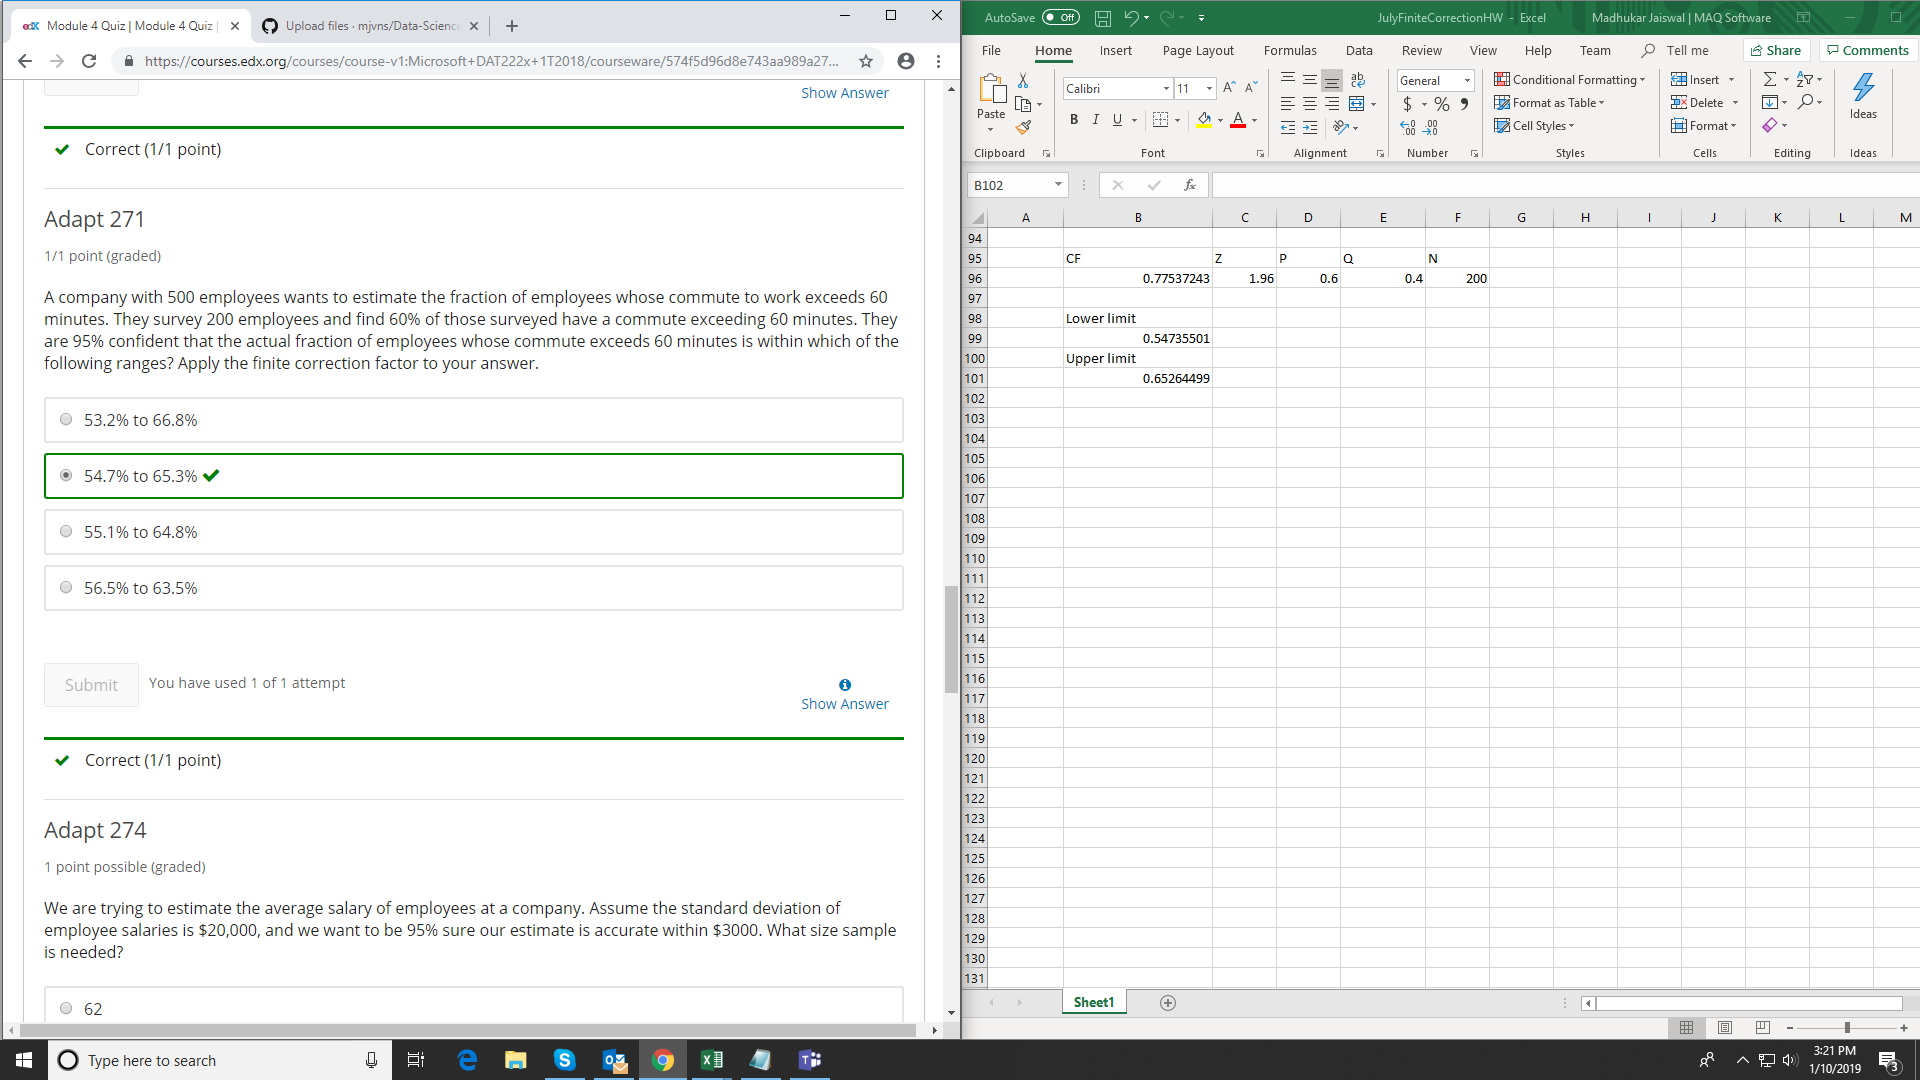 edX Module 4 Quiz | Module 4 Quiz |
Upload files · mjvns/Data-Science
https://courses.edx.org/courses/course-v1:Microsoft+DAT222x+1T2018/courseware/574f5d96d8e743aa989a27...
Show Answer
Correct (1/1 point)
Adapt 271
1/1 point (graded)
A company with 500 employees wants to estimate the fraction of employees whose commute to work exceeds 60
minutes. They survey 200 employees and find 60% of those surveyed have a commute exceeding 60 minutes. They
are 95% confident that the actual fraction of employees whose commute exceeds 60 minutes is within which of the
following ranges? Apply the finite correction factor to your answer.
53.2% to 66.8%
54.7% to 65.3%
55.1% to 64.8%
56.5% to 63.5%
Submit
You have used 1 of 1 attempt
Show Answer
Correct (1/1 point)
Adapt 274
1 point possible (graded)
We are trying to estimate the average salary of employees at a company. Assume the standard deviation of
employee salaries is $20,000, and we want to be 95% sure our estimate is accurate within $3000. What size sample
is needed?
62
AutoSave Off
JulyFiniteCorrectionHW - Excel
Madhukar Jaiswal | MAQ Software
File Home Insert Page Layout Formulas Data Review View Help Team Tell me Share Comments
Paste
Clipboard
Calibri 11
B I U
Font
Alignment
General
$ % 9
Number
Conditional Formatting
Format as Table
Cell Styles
Styles
Insert
Delete
Format
Cells
Editing
Ideas
Ideas
B102
fx
A B C D E F G H I J K L M
94
95 CF Z P Q N
96 0.77537243 1.96 0.6 0.4 200
97
98 Lower limit
99 0.54735501
100 Upper limit
101 0.65264499
102
103
104
105
106
107
108
109
110
111
112
113
114
115
116
117
118
119
120
121
122
123
124
125
126
127
128
129
130
131
Sheet1
Type here to search
3:21 PM
1/10/2019
3